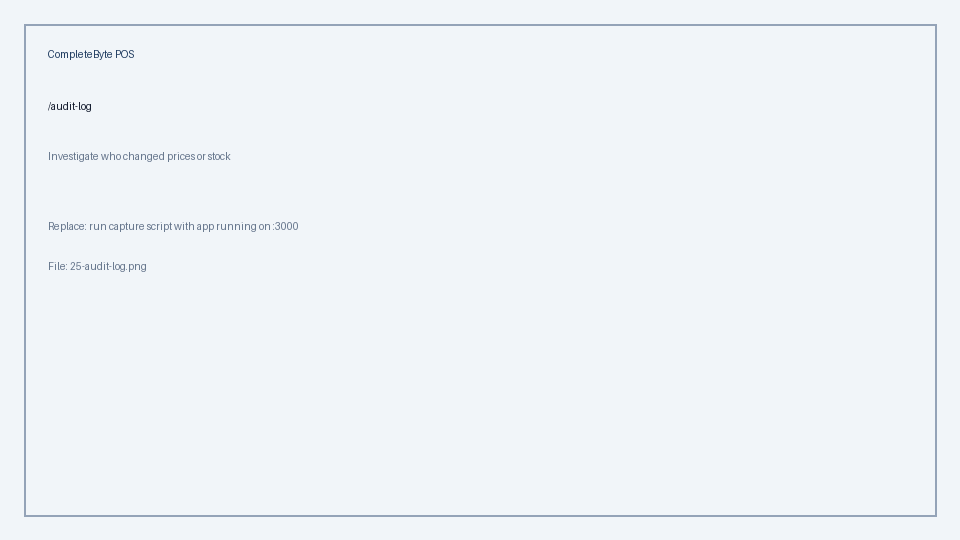 CompleteByte POS
/audit-log
Investigate who changed prices or stock
Replace: run capture script with app running on :3000
File: 25-audit-log.png